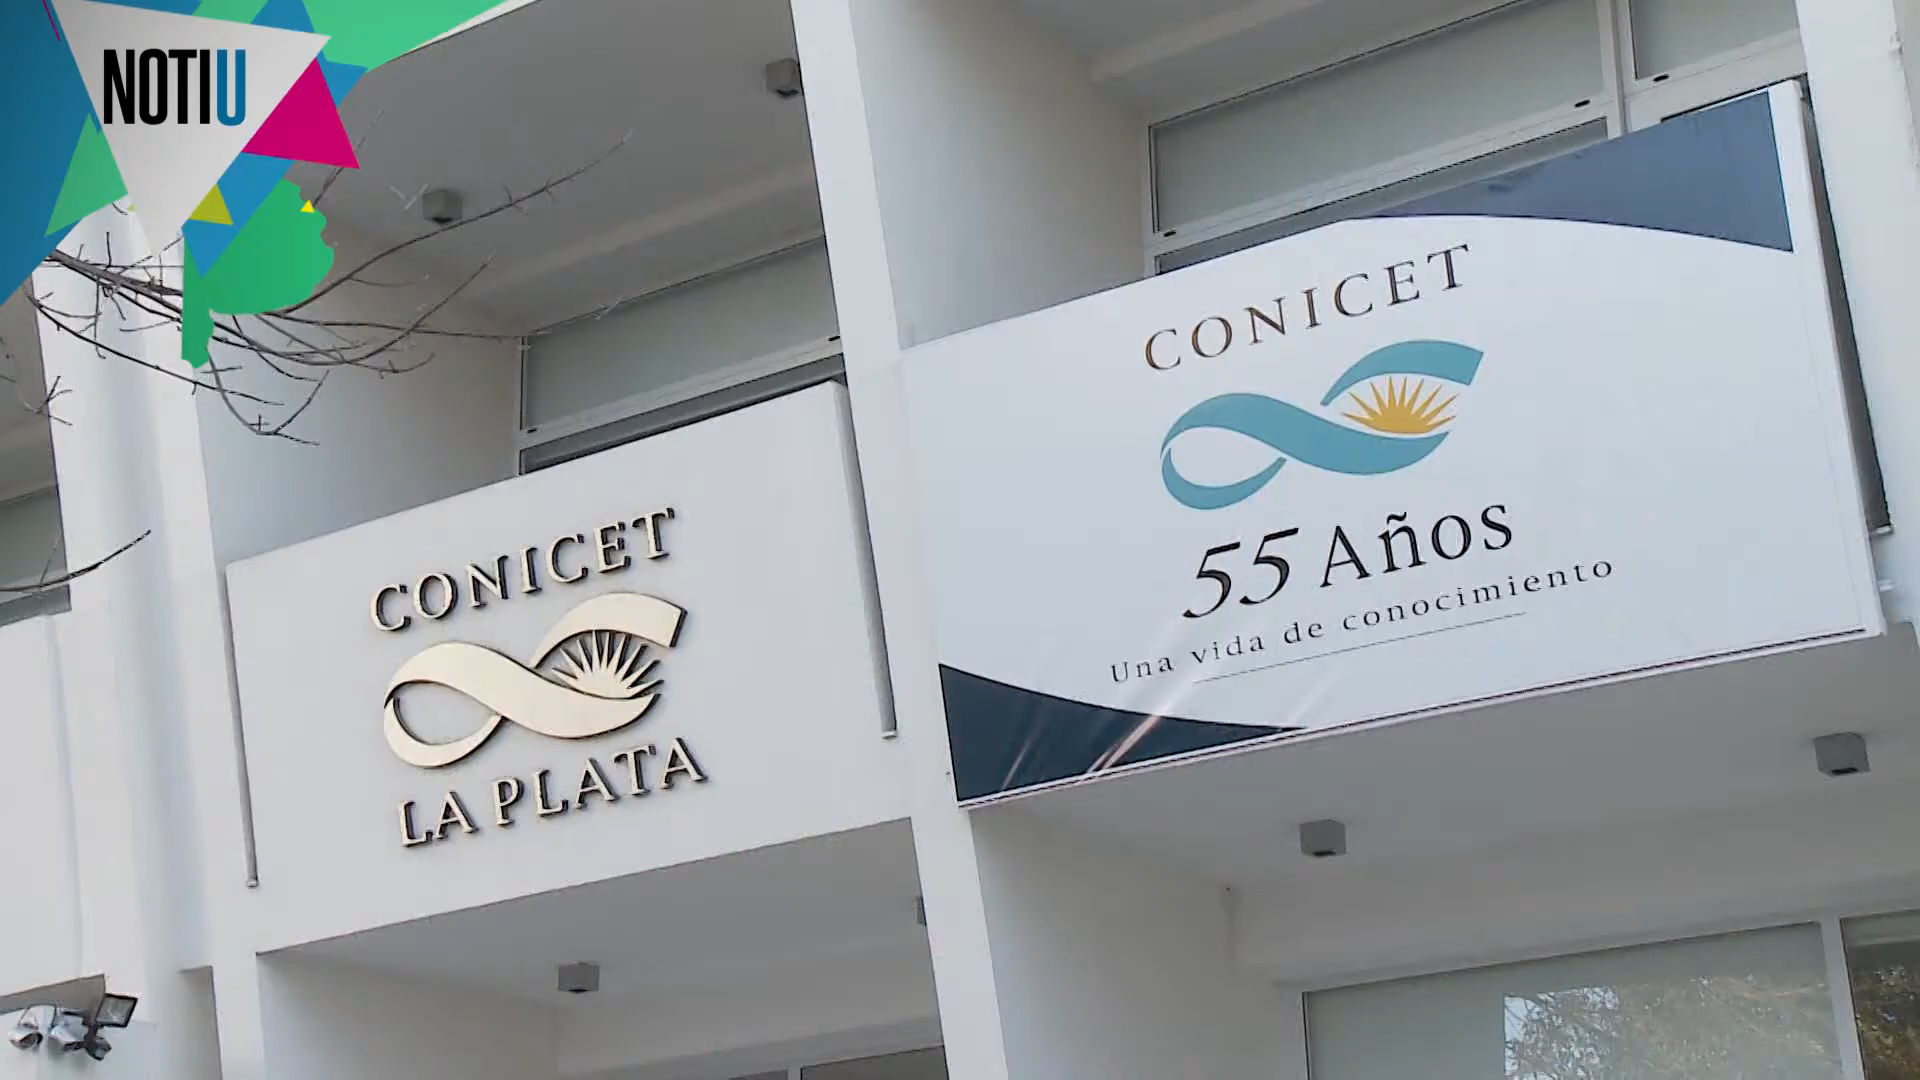 NOTIU
CONICET
LA PLATA
CONICET
55 Años
Una vida de conocimiento